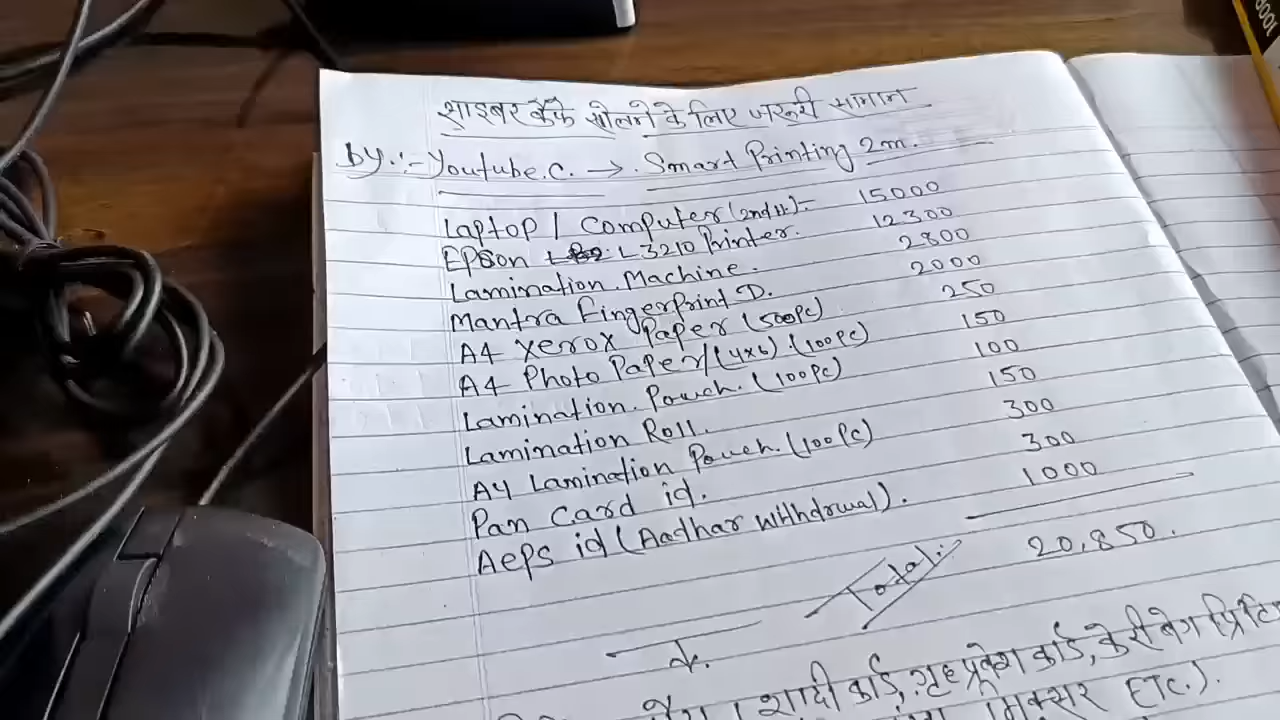 शाइबर कैफे खोलने के लिए जरूरी सामान
by :- Youtube.c. → Smart Printing 2m.
Laptop / Computer (2nd H) - 15000
EPSon L3210 Printer. 12300
Lamination Machine. 2800
Mantra Fingerprint D. 2000
A4 Xerox Paper (500Pc) 250
A4 Photo Paper/(4x6) (100Pc) 150
Lamination. Pouch. (100Pc) 100
Lamination Roll. 150
A4 Lamination Pouch. (100Pc) 300
Pan Card id. 300
Aeps id (Aadhar withdrwal). 1000
Total: 20,850.
शादी कार्ड, गृह प्रवेश कार्ड, केरी बेग प्रिंटि
मिक्सर ETC.).
1000